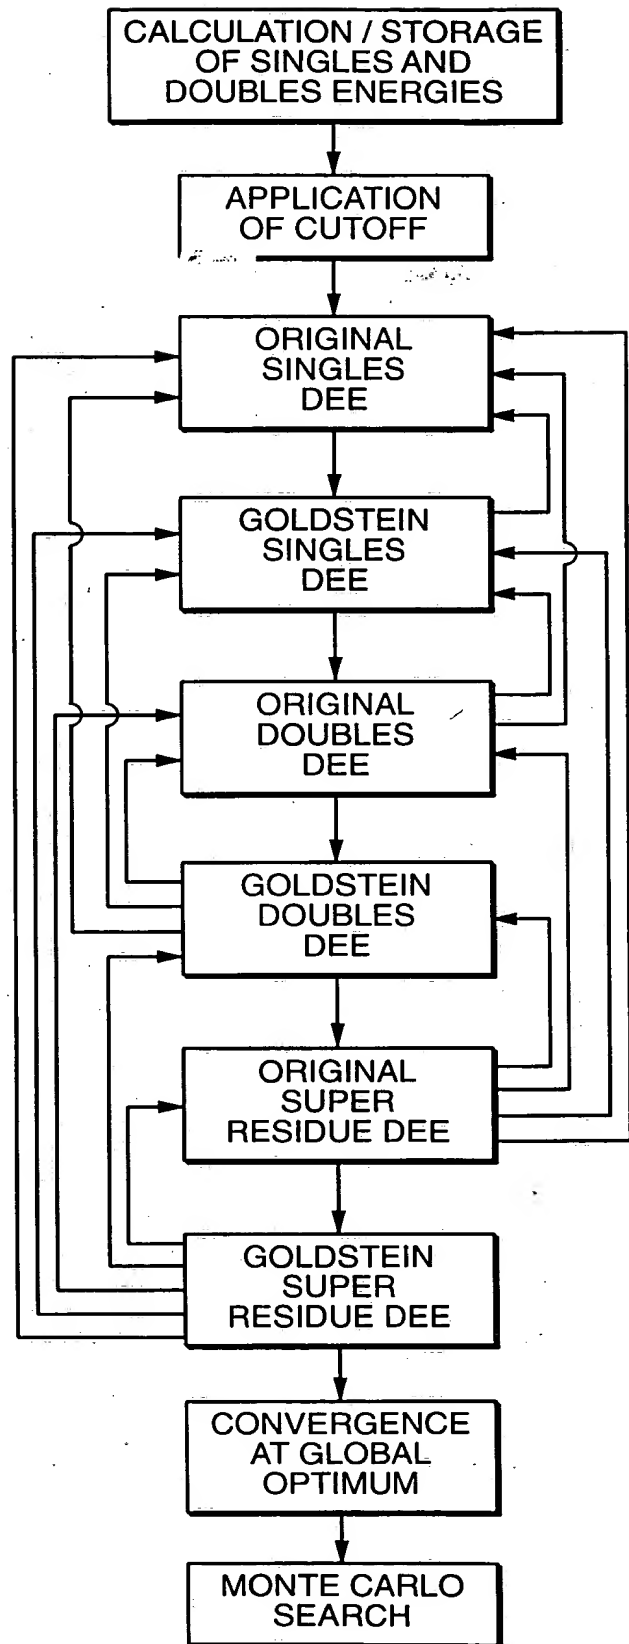 CALCULATION / STORAGE
OF SINGLES AND
DOUBLES ENERGIES
APPLICATION
OF CUTOFF
ORIGINAL
SINGLES
DEE
GOLDSTEIN
SINGLES
DEE
ORIGINAL
DOUBLES
DEE
GOLDSTEIN
DOUBLES
DEE
ORIGINAL
SUPER
RESIDUE DEE
GOLDSTEIN
SUPER
RESIDUE DEE
CONVERGENCE
AT GLOBAL
OPTIMUM
MONTE CARLO
SEARCH